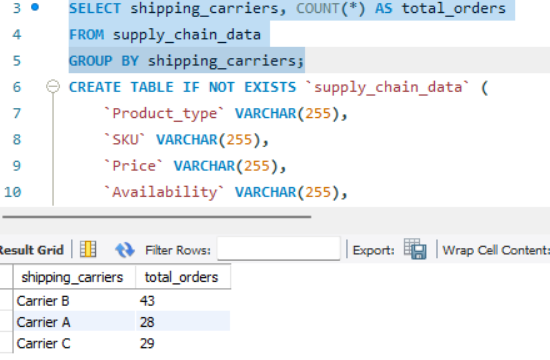 3 SELECT shipping_carriers, COUNT(*) AS total_orders
4 FROM supply_chain_data
5 GROUP BY shipping_carriers;
6 CREATE TABLE IF NOT EXISTS `supply_chain_data` (
7 `Product_type` VARCHAR(255),
8 `SKU` VARCHAR(255),
9 `Price` VARCHAR(255),
10 `Availability` VARCHAR(255),
Result Grid Filter Rows: Export: Wrap Cell Content:
shipping_carriers total_orders
Carrier B 43
Carrier A 28
Carrier C 29